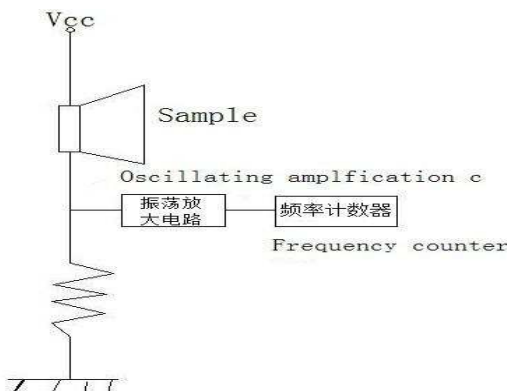 Vcc
Sample
Oscillating amplfication c
振荡放
大电路
频率计数器
Frequency counter